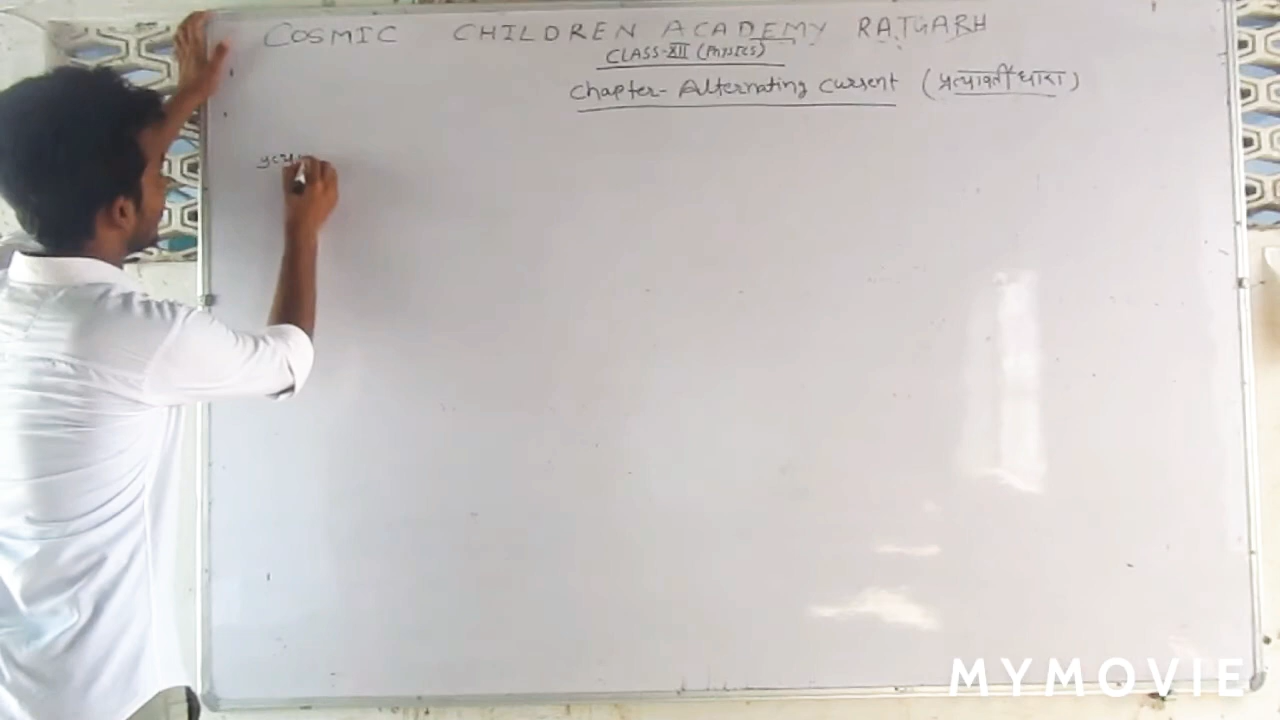 COSMIC CHILDREN ACADEMY RAJGARH
CLASS-XII (PHYSICS)
Chapter- Alternating Current (प्रत्यावर्ती धारा)
MYMOVIE